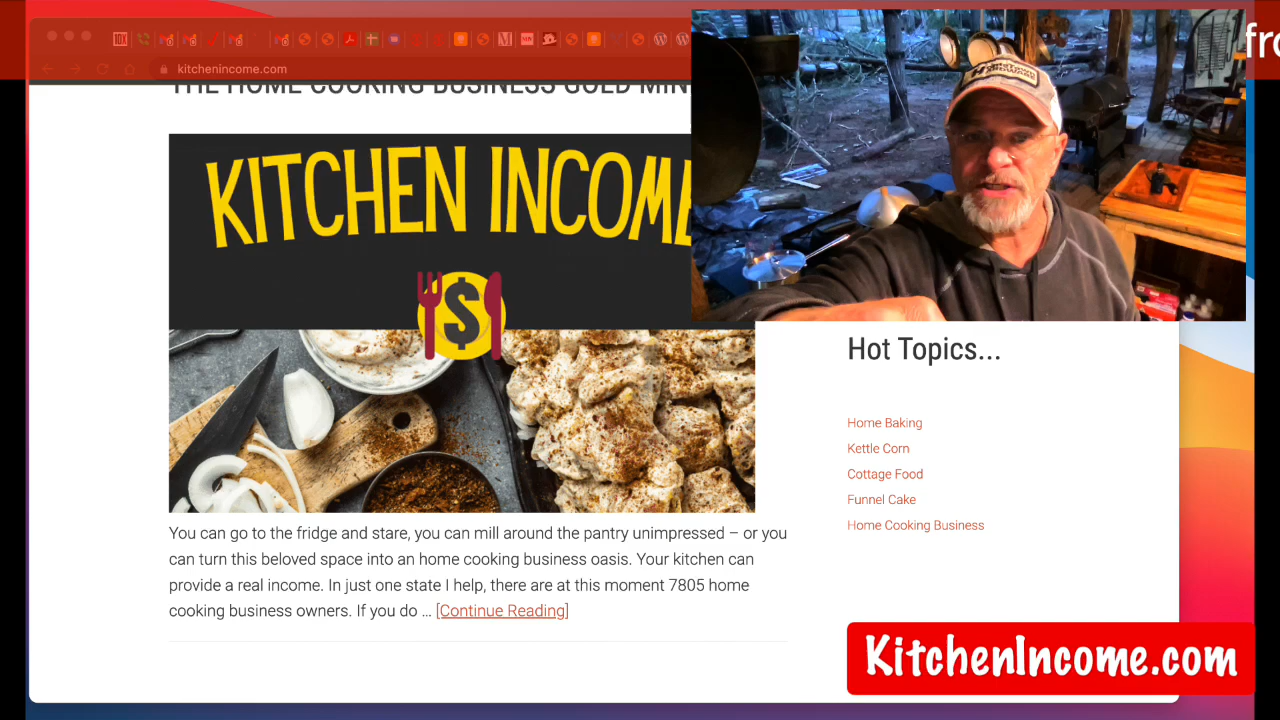 fro
kitchenincome.com
THE HOME COOKING BUSINESS GOLD MIN
KITCHEN INCOME
$
You can go to the fridge and stare, you can mill around the pantry unimpressed – or you
can turn this beloved space into an home cooking business oasis. Your kitchen can
provide a real income. In just one state I help, there are at this moment 7805 home
cooking business owners. If you do ... [Continue Reading]
Hot Topics...
Home Baking
Kettle Corn
Cottage Food
Funnel Cake
Home Cooking Business
KitchenIncome.com